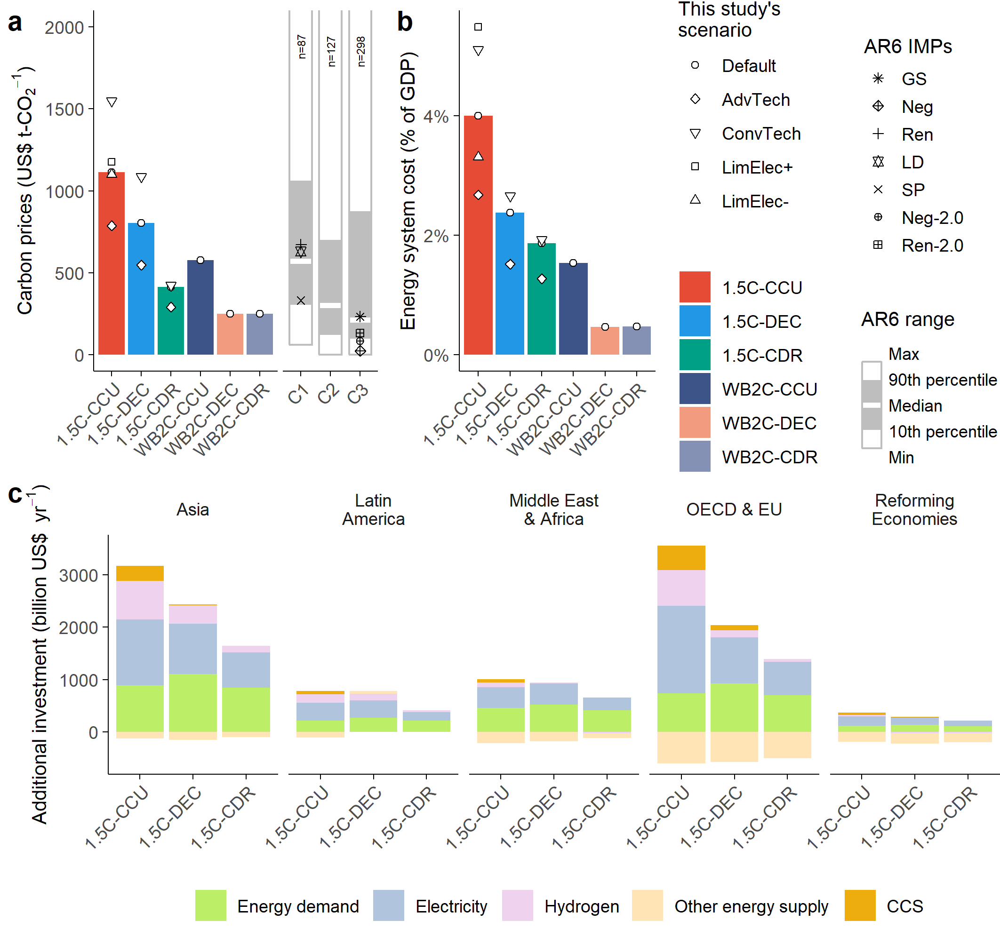 a
Carbon prices (US$ t-CO₂⁻¹)
2000
1500
1000
500
0
n=87
n=127
n=298
1.5C-CCU
1.5C-DEC
1.5C-CDR
WB2C-CCU
WB2C-DEC
WB2C-CDR
C1
C2
C3
b
Energy system cost (% of GDP)
4%
2%
0%
1.5C-CCU
1.5C-DEC
1.5C-CDR
WB2C-CCU
WB2C-DEC
WB2C-CDR
This study's
scenario
Default
AdvTech
ConvTech
LimElec+
LimElec-
1.5C-CCU
1.5C-DEC
1.5C-CDR
WB2C-CCU
WB2C-DEC
WB2C-CDR
AR6 IMPs
GS
Neg
Ren
LD
SP
Neg-2.0
Ren-2.0
AR6 range
Max
90th percentile
Median
10th percentile
Min
c
Additional investment (billion US$ yr⁻¹)
3000
2000
1000
0
Asia
Latin
America
Middle East
& Africa
OECD & EU
Reforming
Economies
1.5C-CCU
1.5C-DEC
1.5C-CDR
1.5C-CCU
1.5C-DEC
1.5C-CDR
1.5C-CCU
1.5C-DEC
1.5C-CDR
1.5C-CCU
1.5C-DEC
1.5C-CDR
1.5C-CCU
1.5C-DEC
1.5C-CDR
Energy demand
Electricity
Hydrogen
Other energy supply
CCS